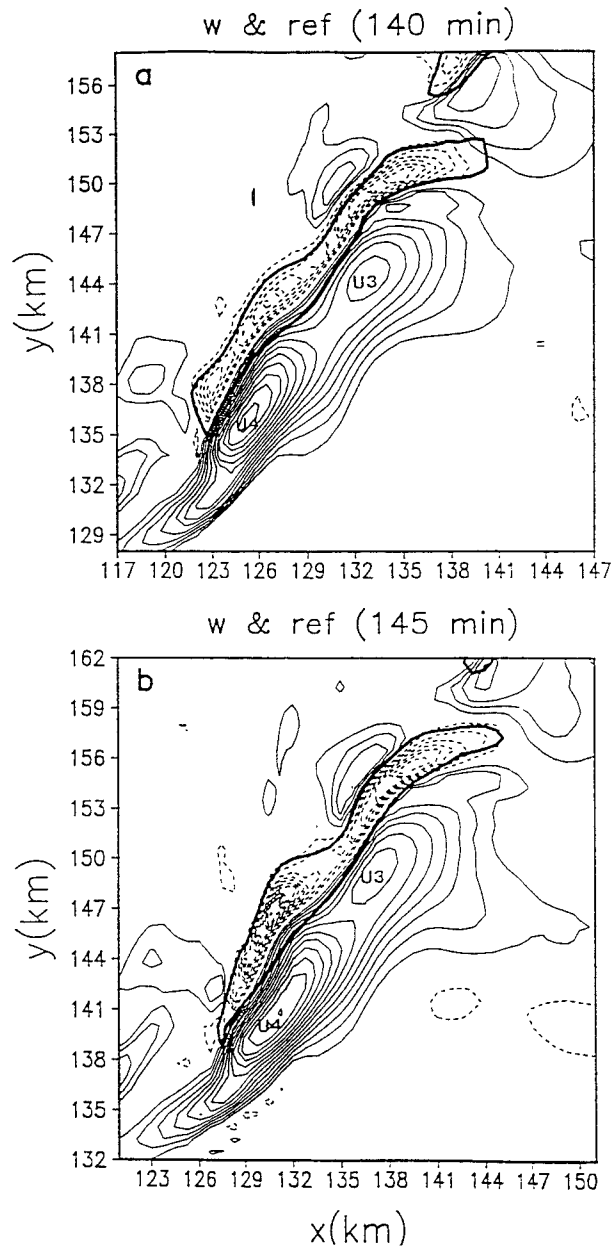 w & ref (140 min)
a
y(km)
156
153
150
147
144
141
138
135
132
129
U3
U4
117 120 123 126 129 132 135 138 141 144 147
w & ref (145 min)
b
y(km)
162
159
156
153
150
147
144
141
138
135
132
U3
U4
123 126 129 132 135 138 141 144 147 150
x(km)